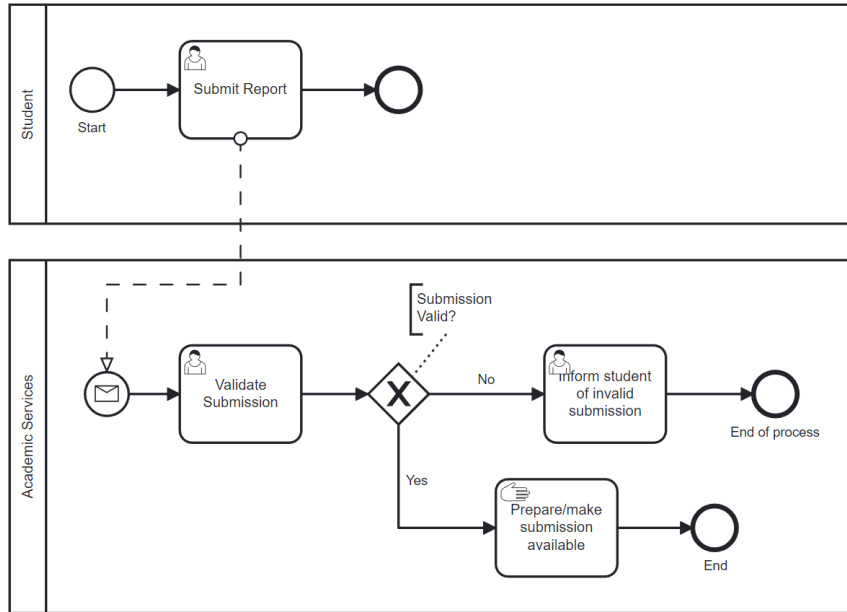 Student
Start
Submit Report
Academic Services
Submission
Valid?
Validate
Submission
No
Inform student
of invalid
submission
End of process
Yes
Prepare/make
submission
available
End